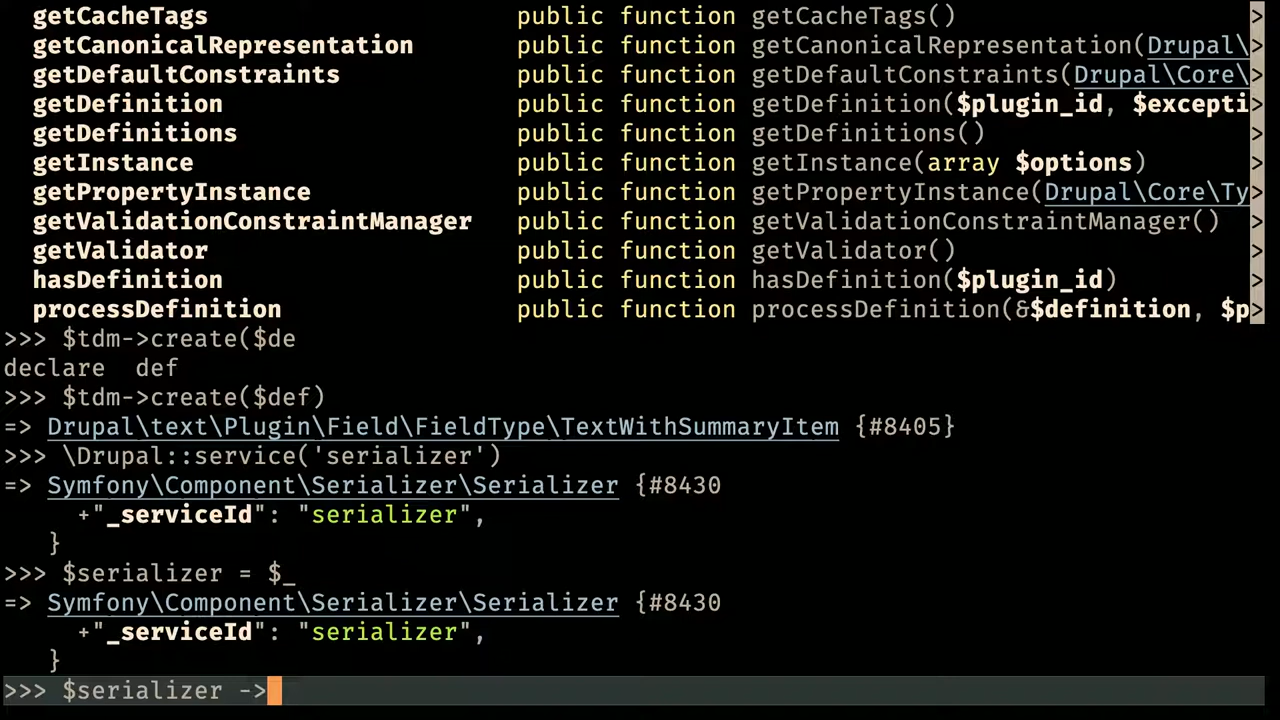 getCacheTags public function getCacheTags() >
getCanonicalRepresentation public function getCanonicalRepresentation(Drupal\>
getDefaultConstraints public function getDefaultConstraints(Drupal\Core\>
getDefinition public function getDefinition($plugin_id, $excepti>
getDefinitions public function getDefinitions() >
getInstance public function getInstance(array $options) >
getPropertyInstance public function getPropertyInstance(Drupal\Core\Ty>
getValidationConstraintManager public function getValidationConstraintManager() >
getValidator public function getValidator() >
hasDefinition public function hasDefinition($plugin_id) >
processDefinition public function processDefinition(&$definition, $p>
>>> $tdm->create($de
declare def
>>> $tdm->create($def)
=> Drupal\text\Plugin\Field\FieldType\TextWithSummaryItem {#8405}
>>> \Drupal::service('serializer')
=> Symfony\Component\Serializer\Serializer {#8430
+"_serviceId": "serializer",
}
>>> $serializer = $_
=> Symfony\Component\Serializer\Serializer {#8430
+"_serviceId": "serializer",
}
>>> $serializer ->